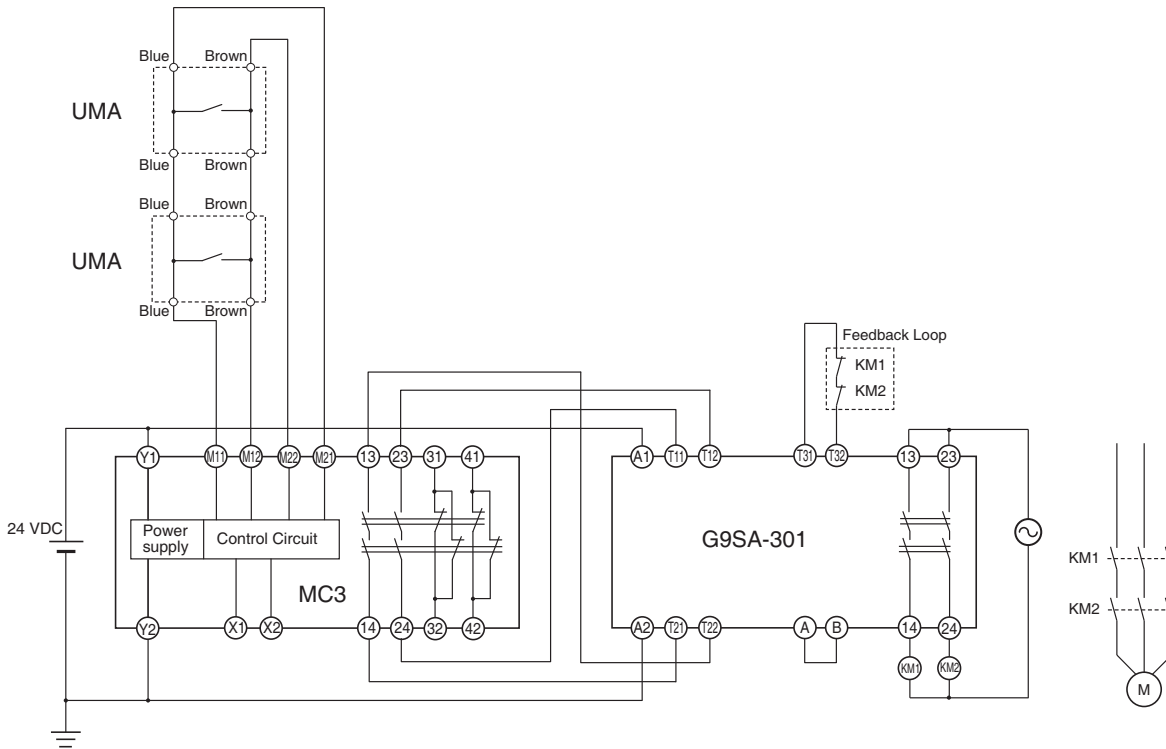 Blue Brown
UMA
Blue Brown
Blue Brown
UMA
Blue Brown
Feedback Loop
KM1
KM2
Y1 M11 M12 M22 M21 13 23 31 41 A1 T11 T12 T31 T32 13 23
24 VDC
Power supply
Control Circuit
MC3
G9SA-301
KM1
KM2
Y2 X1 X2 14 24 32 42 A2 T21 T22 A B 14 24
KM1 KM2
M